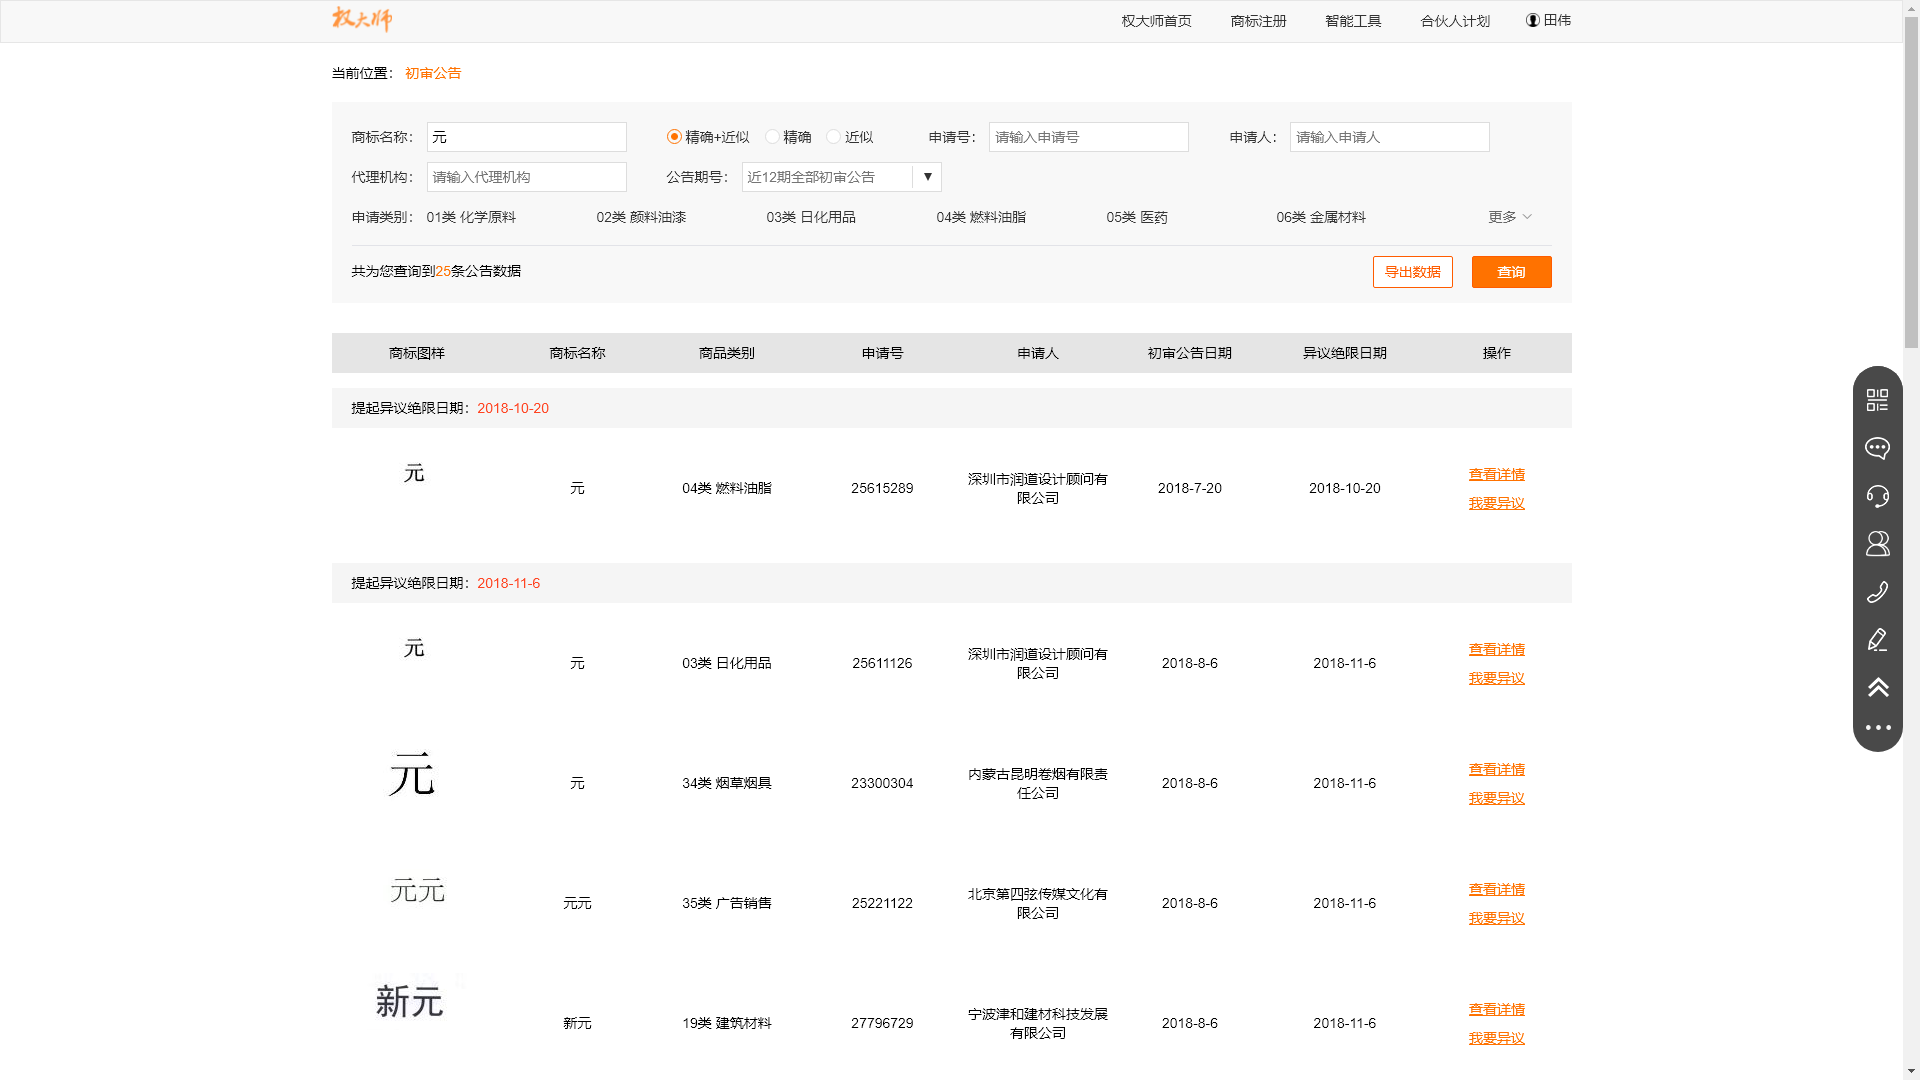 权大师 权大师首页 商标注册 智能工具 合伙人计划 田伟
当前位置： 初审公告
商标名称： 元 精确+近似 精确 近似 申请号： 请输入申请号 申请人： 请输入申请人
代理机构： 请输入代理机构 公告期号： 近12期全部初审公告 ▼
申请类别： 01类 化学原料 02类 颜料油漆 03类 日化用品 04类 燃料油脂 05类 医药 06类 金属材料 更多
共为您查询到25条公告数据 导出数据 查询
商标图样 商标名称 商品类别 申请号 申请人 初审公告日期 异议绝限日期 操作
提起异议绝限日期：2018-10-20
元 元 04类 燃料油脂 25615289 深圳市润道设计顾问有 2018-7-20 2018-10-20 查看详情
限公司 我要异议
提起异议绝限日期：2018-11-6
元 元 03类 日化用品 25611126 深圳市润道设计顾问有 2018-8-6 2018-11-6 查看详情
限公司 我要异议
元 元 34类 烟草烟具 23300304 内蒙古昆明卷烟有限责 2018-8-6 2018-11-6 查看详情
任公司 我要异议
元元 元元 35类 广告销售 25221122 北京第四弦传媒文化有 2018-8-6 2018-11-6 查看详情
限公司 我要异议
新元 新元 19类 建筑材料 27796729 宁波津和建材科技发展 2018-8-6 2018-11-6 查看详情
有限公司 我要异议